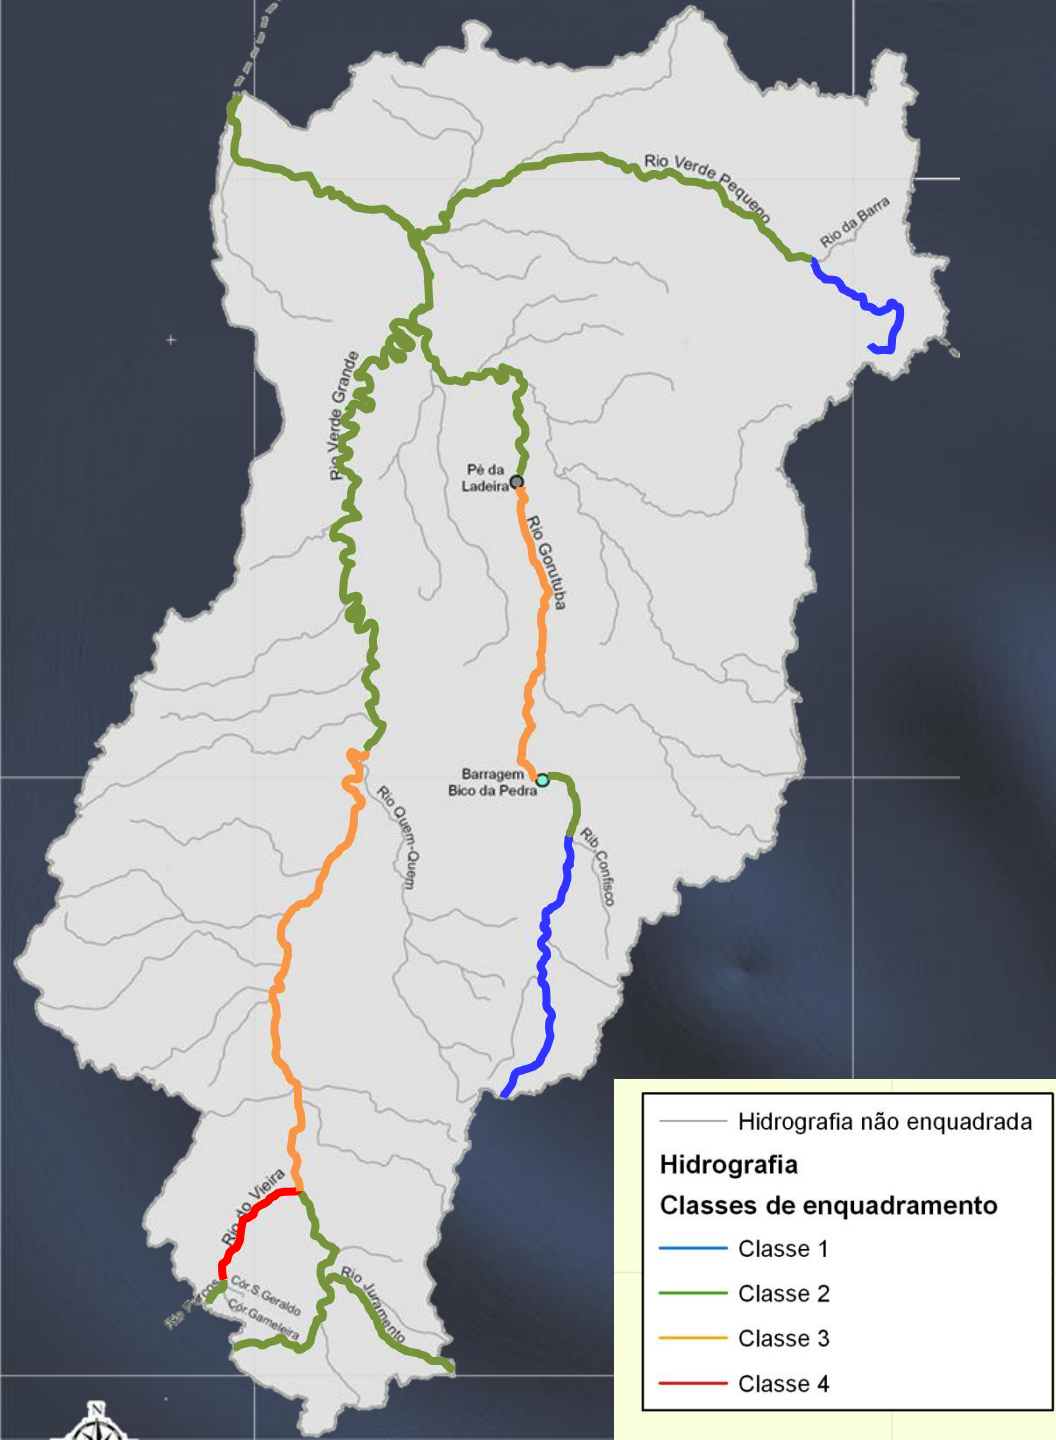 Rio Verde Pequeno
Rio da Barra
Rio Verde Grande
Pé da
Ladeira
Rio Gorutuba
Barragem
Bico da Pedra
Rio Quem-Quem
Rib. Confisco
Rio do Vieira
Cór.S.Geraldo
Rio Juramento
Cór.Gameleira
N
Hidrografia não enquadrada
Hidrografia
Classes de enquadramento
Classe 1
Classe 2
Classe 3
Classe 4